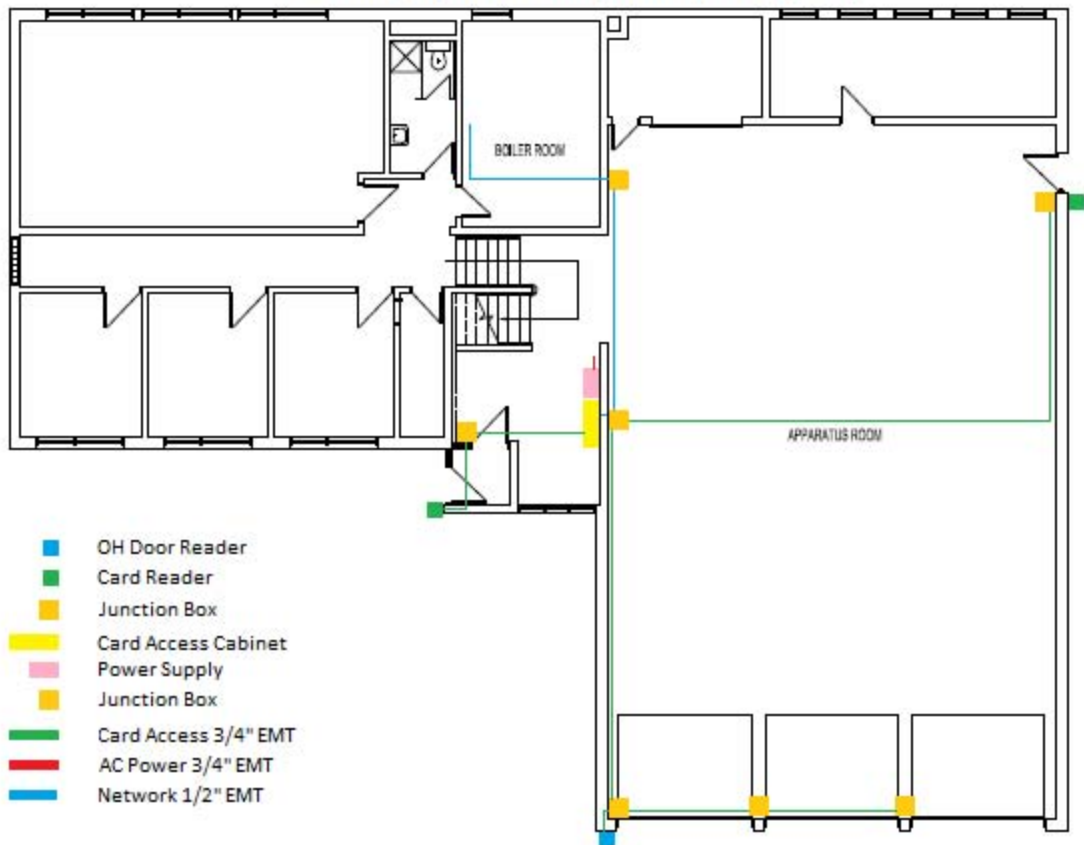 BOILER ROOM
APPARATUS ROOM
OH Door Reader
Card Reader
Junction Box
Card Access Cabinet
Power Supply
Junction Box
Card Access 3/4" EMT
AC Power 3/4" EMT
Network 1/2" EMT